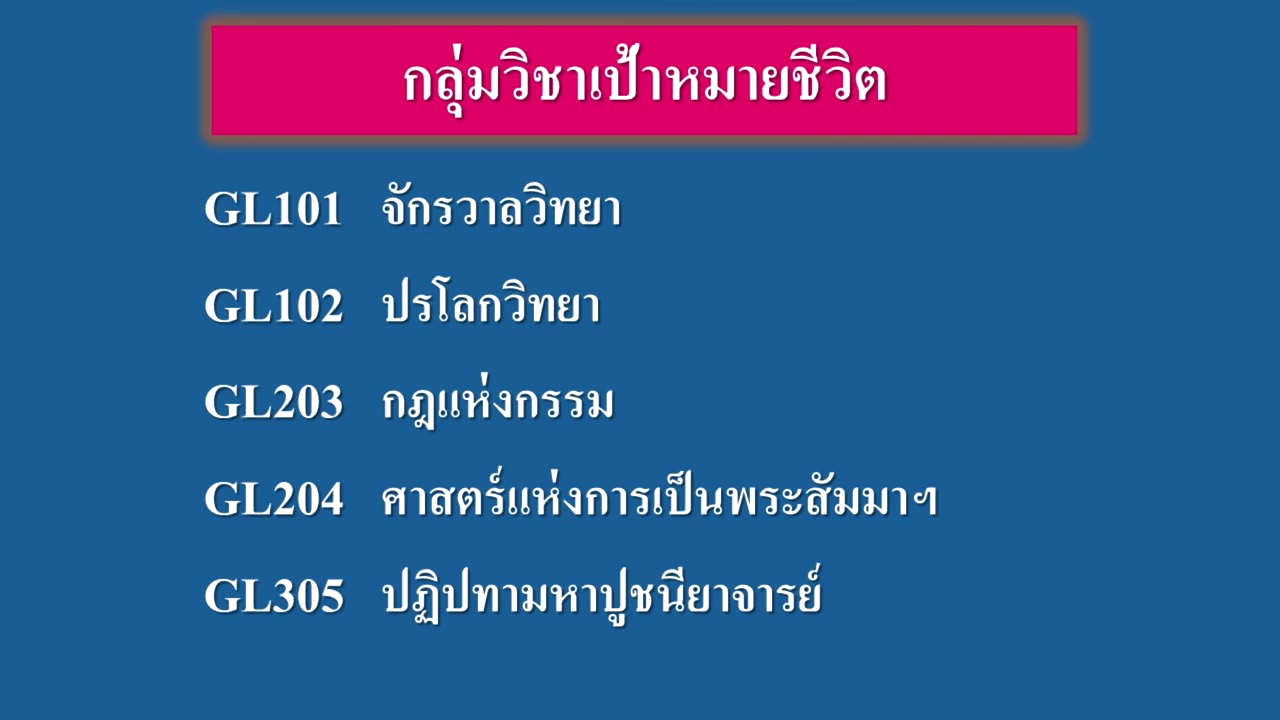 กลุ่มวิชาเป้าหมายชีวิต
GL101 จักรวาลวิทยา
GL102 ปรโลกวิทยา
GL203 กฎแห่งกรรม
GL204 ศาสตร์แห่งการเป็นพระสัมมาฯ
GL305 ปฏิปทามหาปูชนียาจารย์